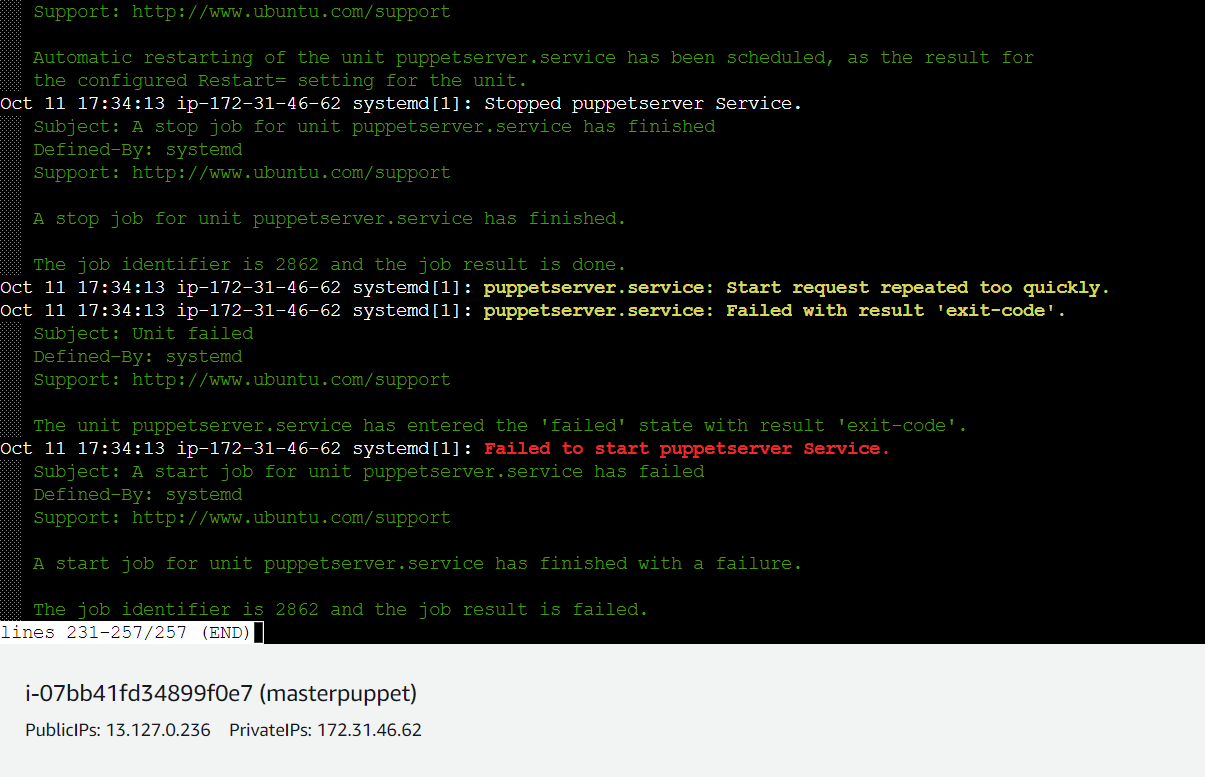 Support: http://www.ubuntu.com/support
Automatic restarting of the unit puppetserver.service has been scheduled, as the result for
the configured Restart= setting for the unit.
Oct 11 17:34:13 ip-172-31-46-62 systemd[1]: Stopped puppetserver Service.
Subject: A stop job for unit puppetserver.service has finished
Defined-By: systemd
Support: http://www.ubuntu.com/support
A stop job for unit puppetserver.service has finished.
The job identifier is 2862 and the job result is done.
Oct 11 17:34:13 ip-172-31-46-62 systemd[1]: puppetserver.service: Start request repeated too quickly.
Oct 11 17:34:13 ip-172-31-46-62 systemd[1]: puppetserver.service: Failed with result 'exit-code'.
Subject: Unit failed
Defined-By: systemd
Support: http://www.ubuntu.com/support
The unit puppetserver.service has entered the 'failed' state with result 'exit-code'.
Oct 11 17:34:13 ip-172-31-46-62 systemd[1]: Failed to start puppetserver Service.
Subject: A start job for unit puppetserver.service has failed
Defined-By: systemd
Support: http://www.ubuntu.com/support
A start job for unit puppetserver.service has finished with a failure.
The job identifier is 2862 and the job result is failed.
lines 231-257/257 (END)
i-07bb41fd34899f0e7 (masterpuppet)
PublicIPs: 13.127.0.236 PrivateIPs: 172.31.46.62